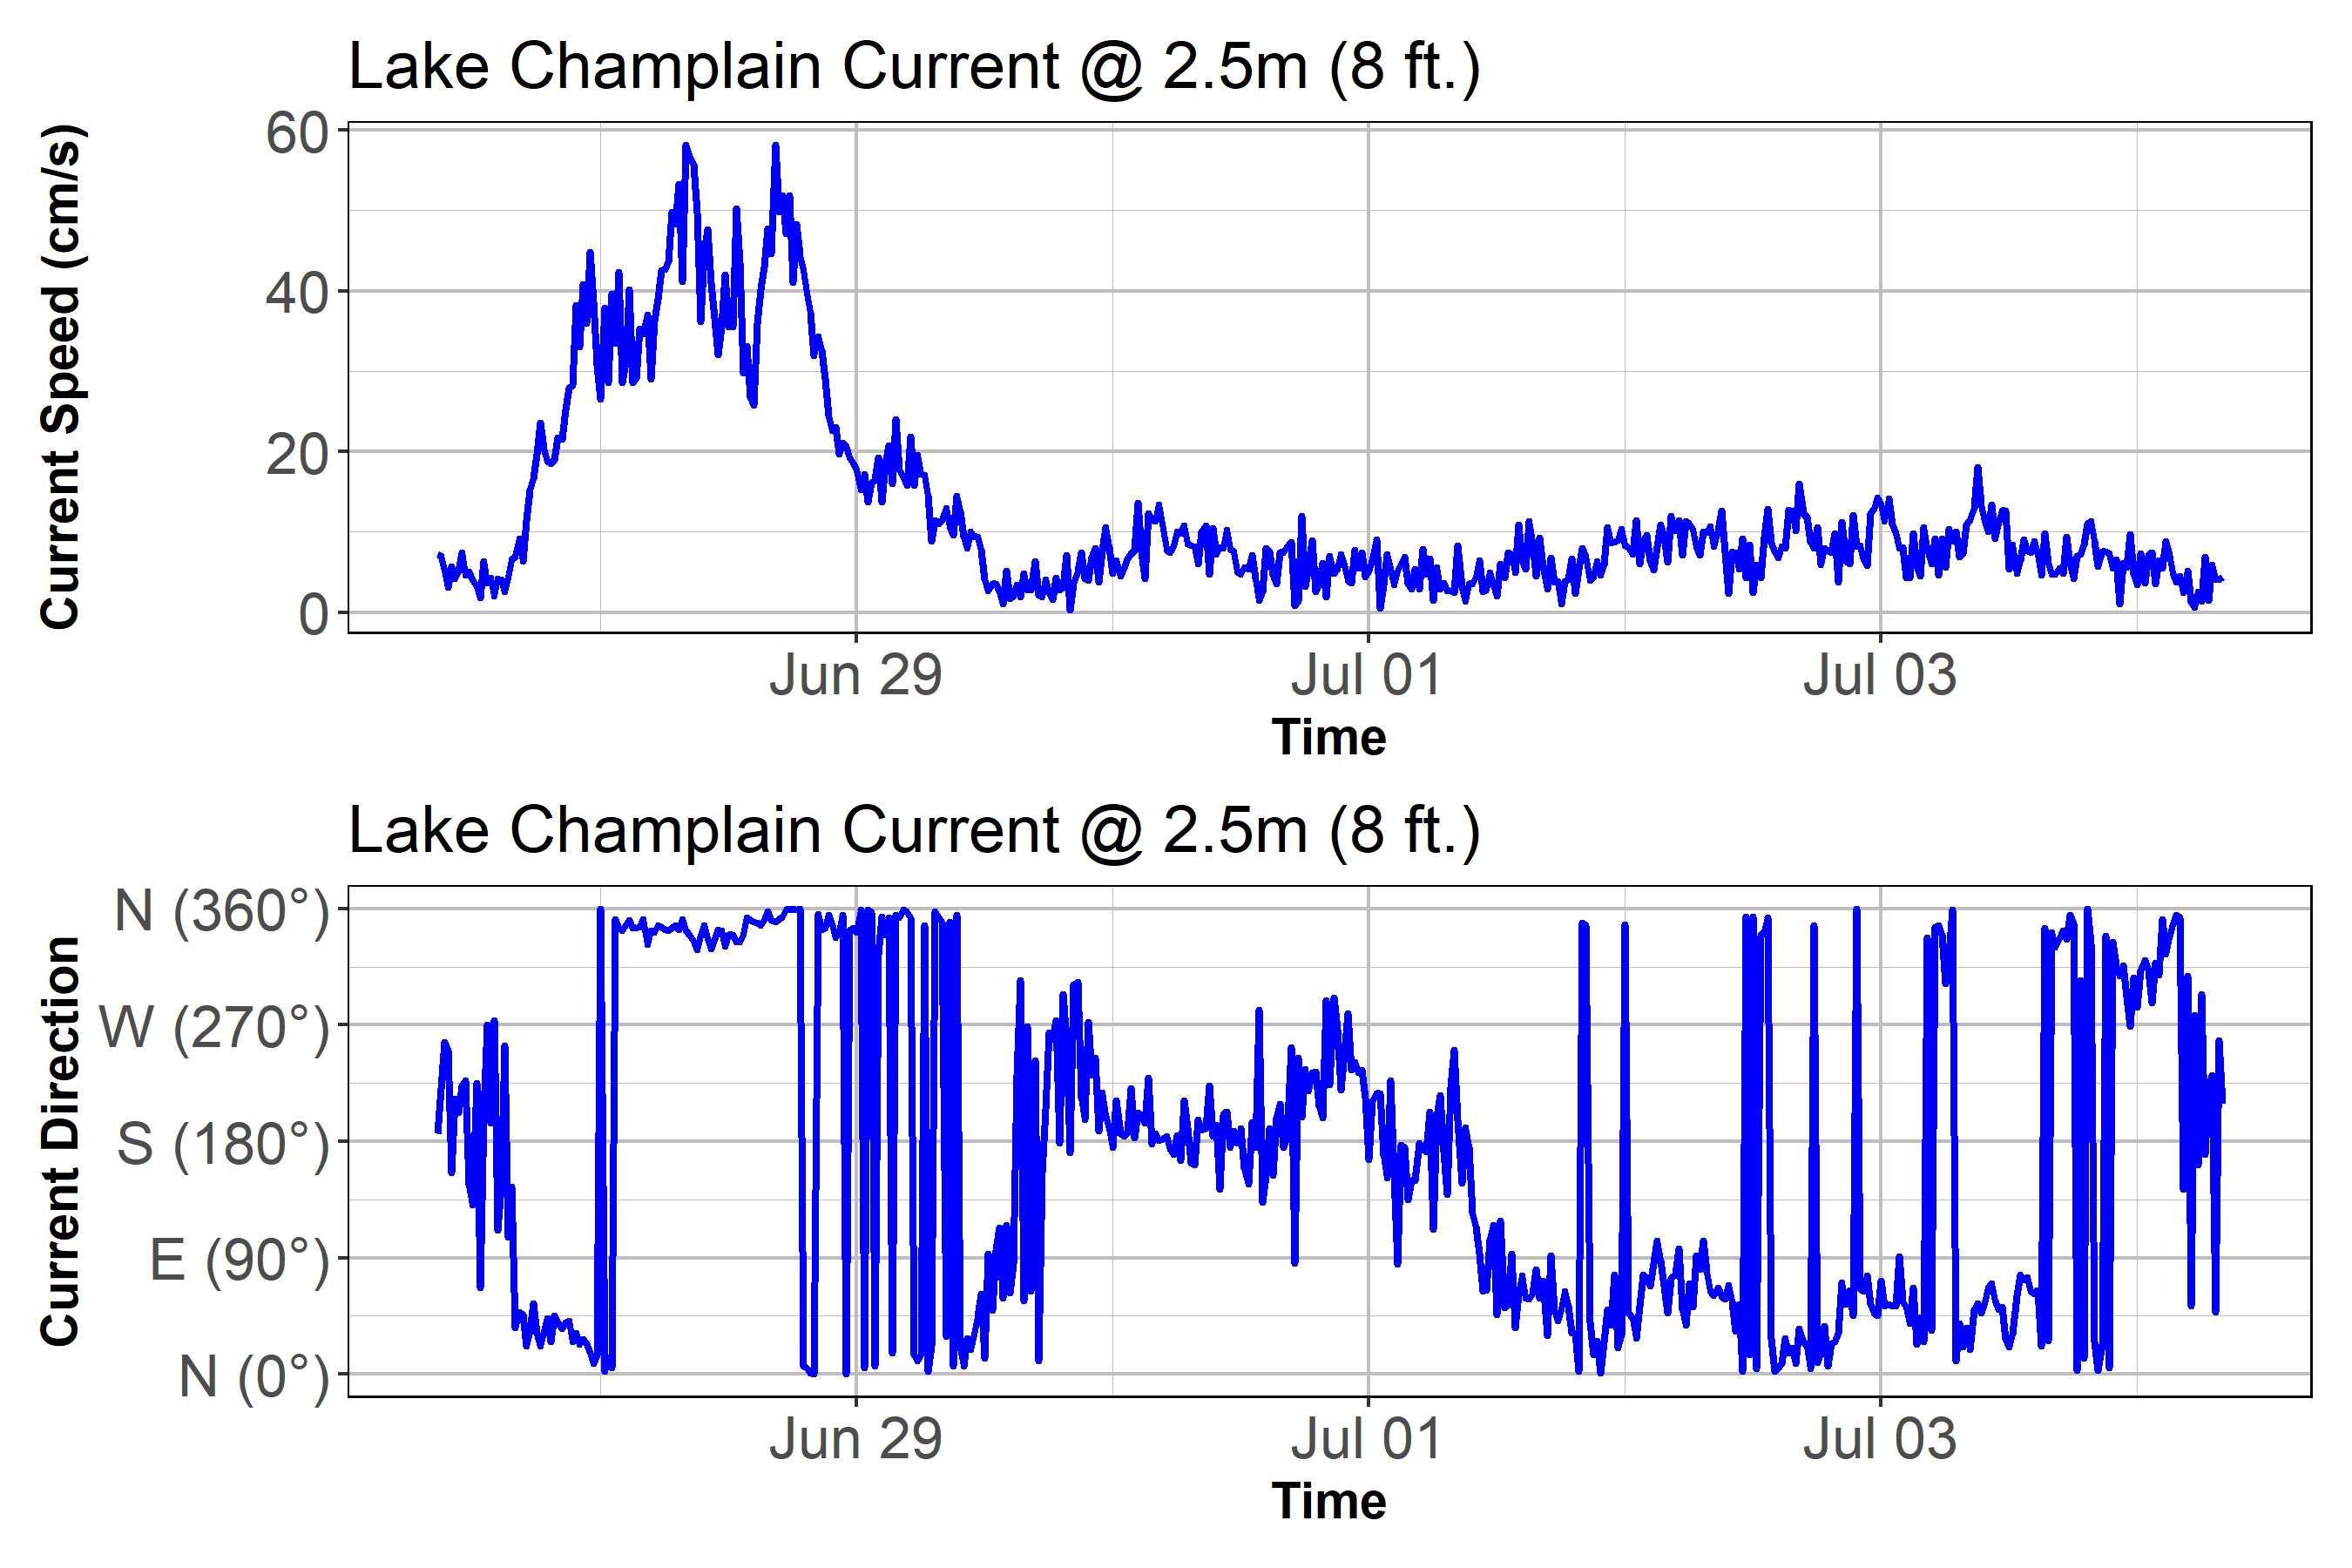 Lake Champlain Current @ 2.5m (8 ft.)
Current Speed (cm/s)
60
40
20
0
Jun 29
Jul 01
Jul 03
Time
Lake Champlain Current @ 2.5m (8 ft.)
Current Direction
N (360°)
W (270°)
S (180°)
E (90°)
N (0°)
Jun 29
Jul 01
Jul 03
Time